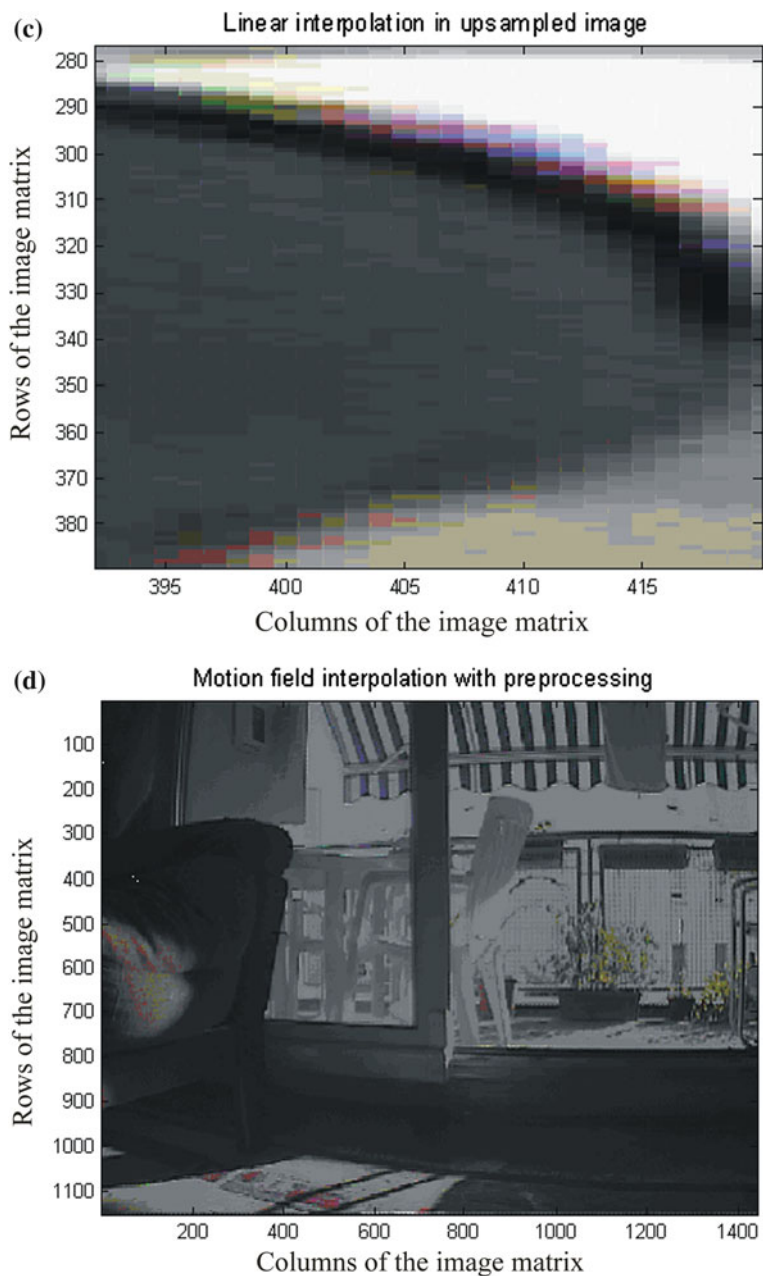 (c)
Linear interpolation in upsampled image
280
290
300
310
320
330
340
350
360
370
380
Rows of the image matrix
395 400 405 410 415
Columns of the image matrix
(d)
Motion field interpolation with preprocessing
100
200
300
400
500
600
700
800
900
1000
1100
Rows of the image matrix
200 400 600 800 1000 1200 1400
Columns of the image matrix